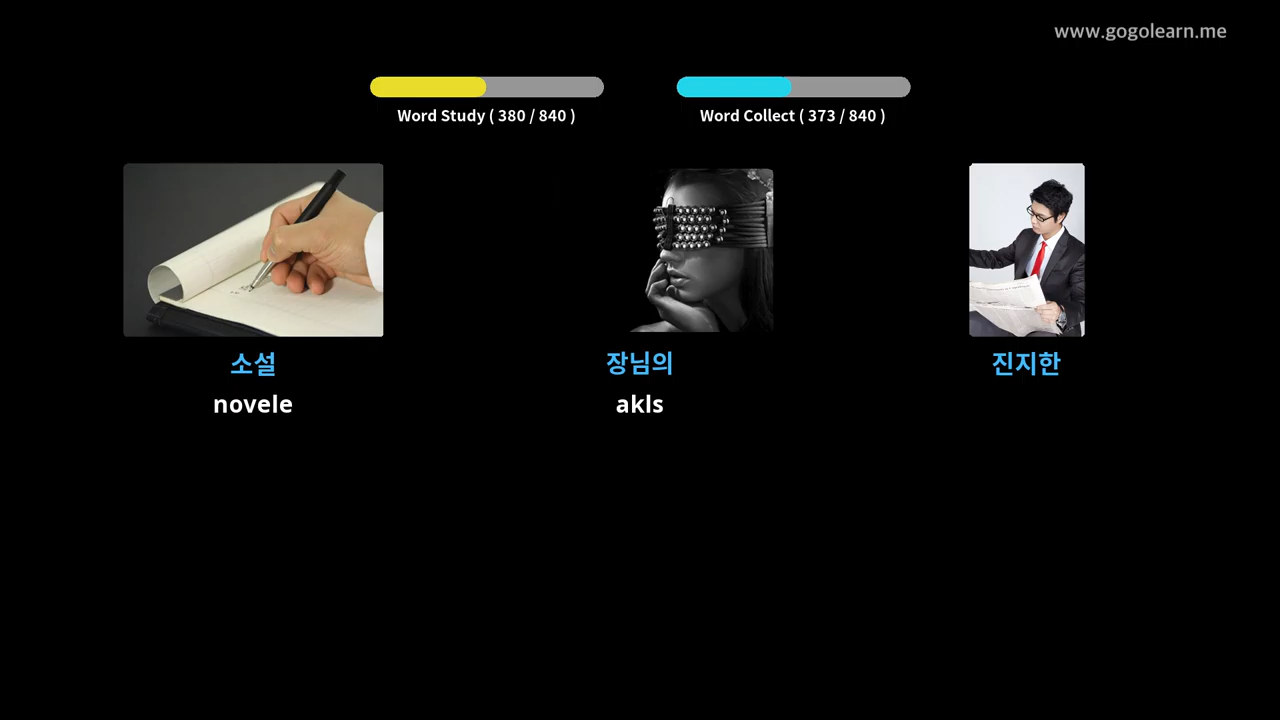 www.gogolearn.me
Word Study ( 380 / 840 )
Word Collect ( 373 / 840 )
소설
장님의
진지한
novele
akls